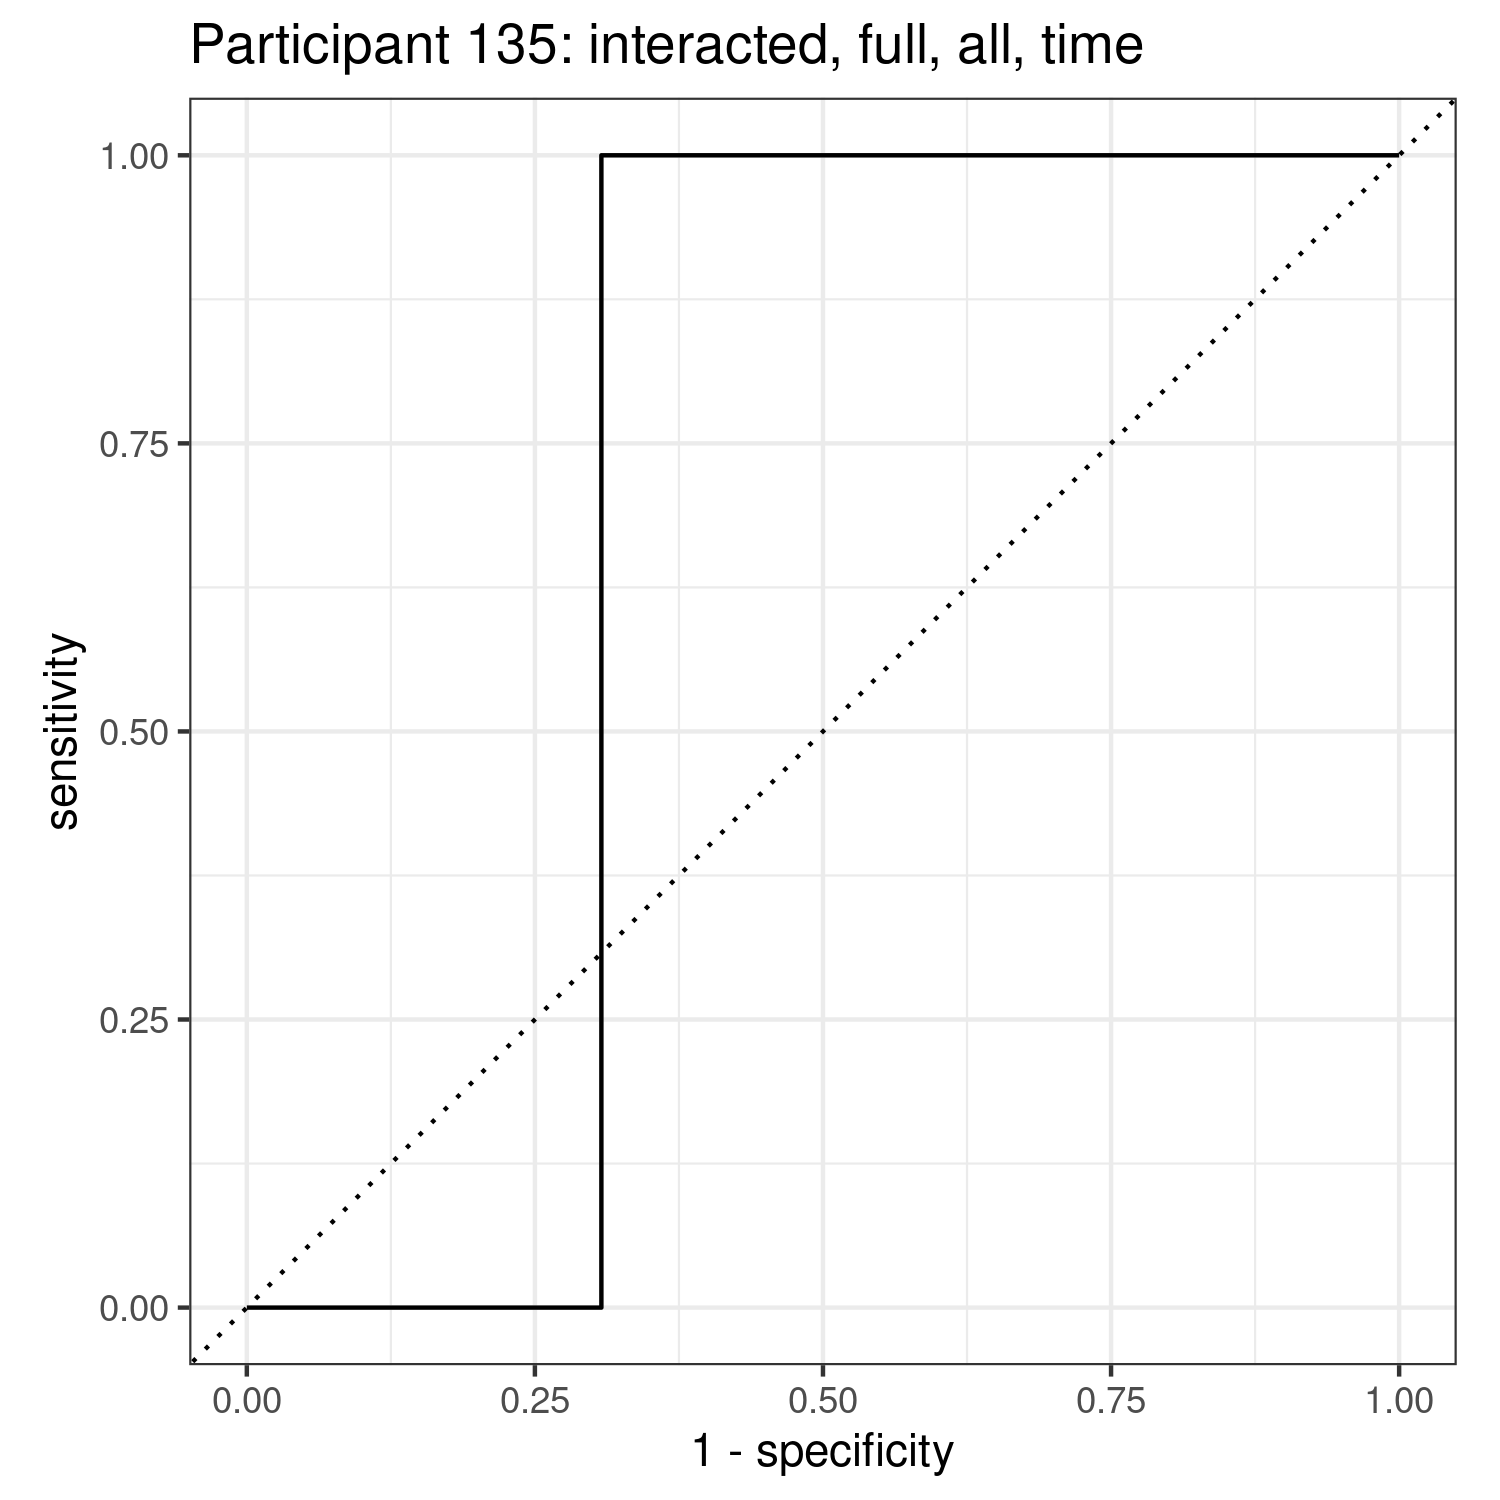 Participant 135: interacted, full, all, time
1.00
0.75
sensitivity
0.50
0.25
0.00
0.00 0.25 0.50 0.75 1.00
1 - specificity